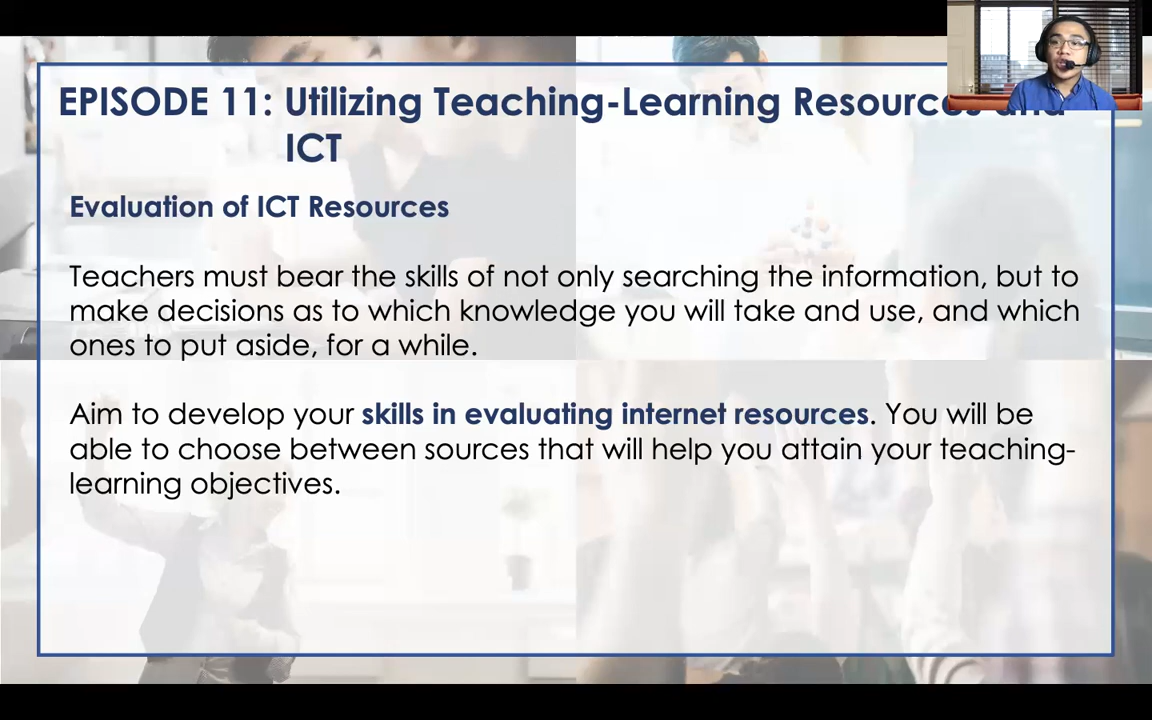 EPISODE 11: Utilizing Teaching-Learning Resources and
ICT
Evaluation of ICT Resources
Teachers must bear the skills of not only searching the information, but to
make decisions as to which knowledge you will take and use, and which
ones to put aside, for a while.
Aim to develop your skills in evaluating internet resources. You will be
able to choose between sources that will help you attain your teaching-
learning objectives.